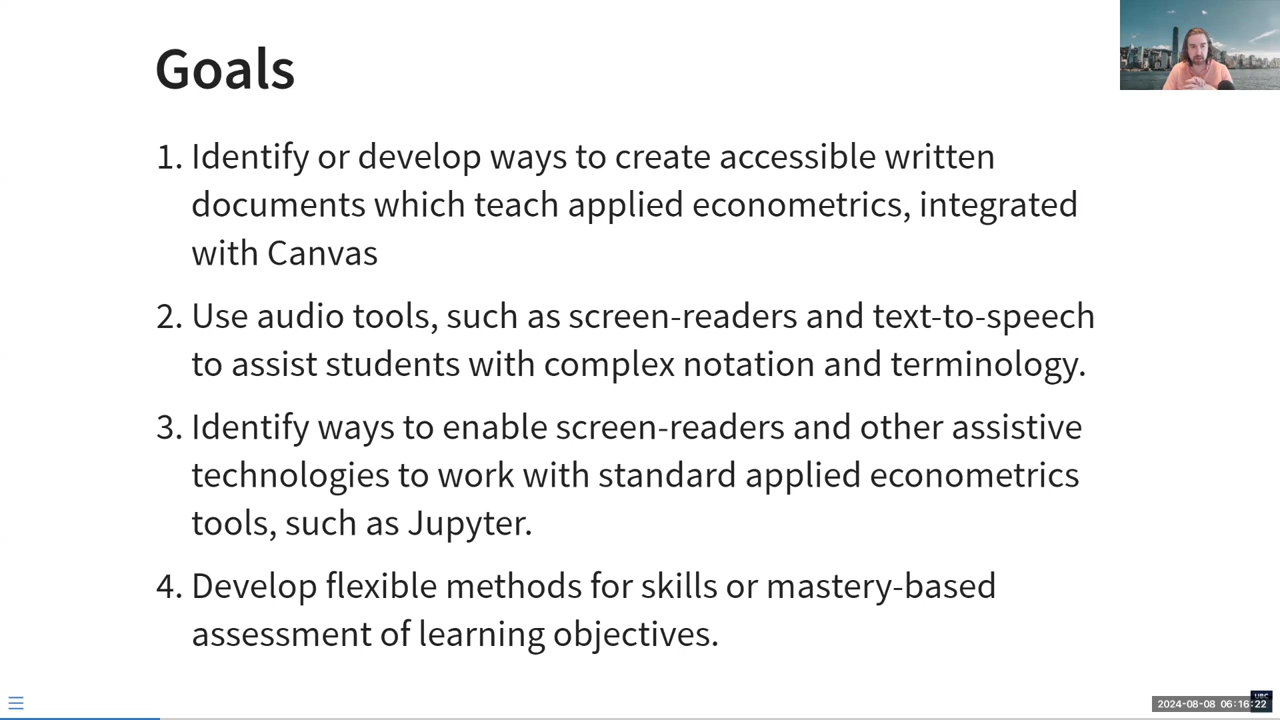 Goals
1. Identify or develop ways to create accessible written
documents which teach applied econometrics, integrated
with Canvas
2. Use audio tools, such as screen-readers and text-to-speech
to assist students with complex notation and terminology.
3. Identify ways to enable screen-readers and other assistive
technologies to work with standard applied econometrics
tools, such as Jupyter.
4. Develop flexible methods for skills or mastery-based
assessment of learning objectives.
UBC
2024-08-08 06:16:22